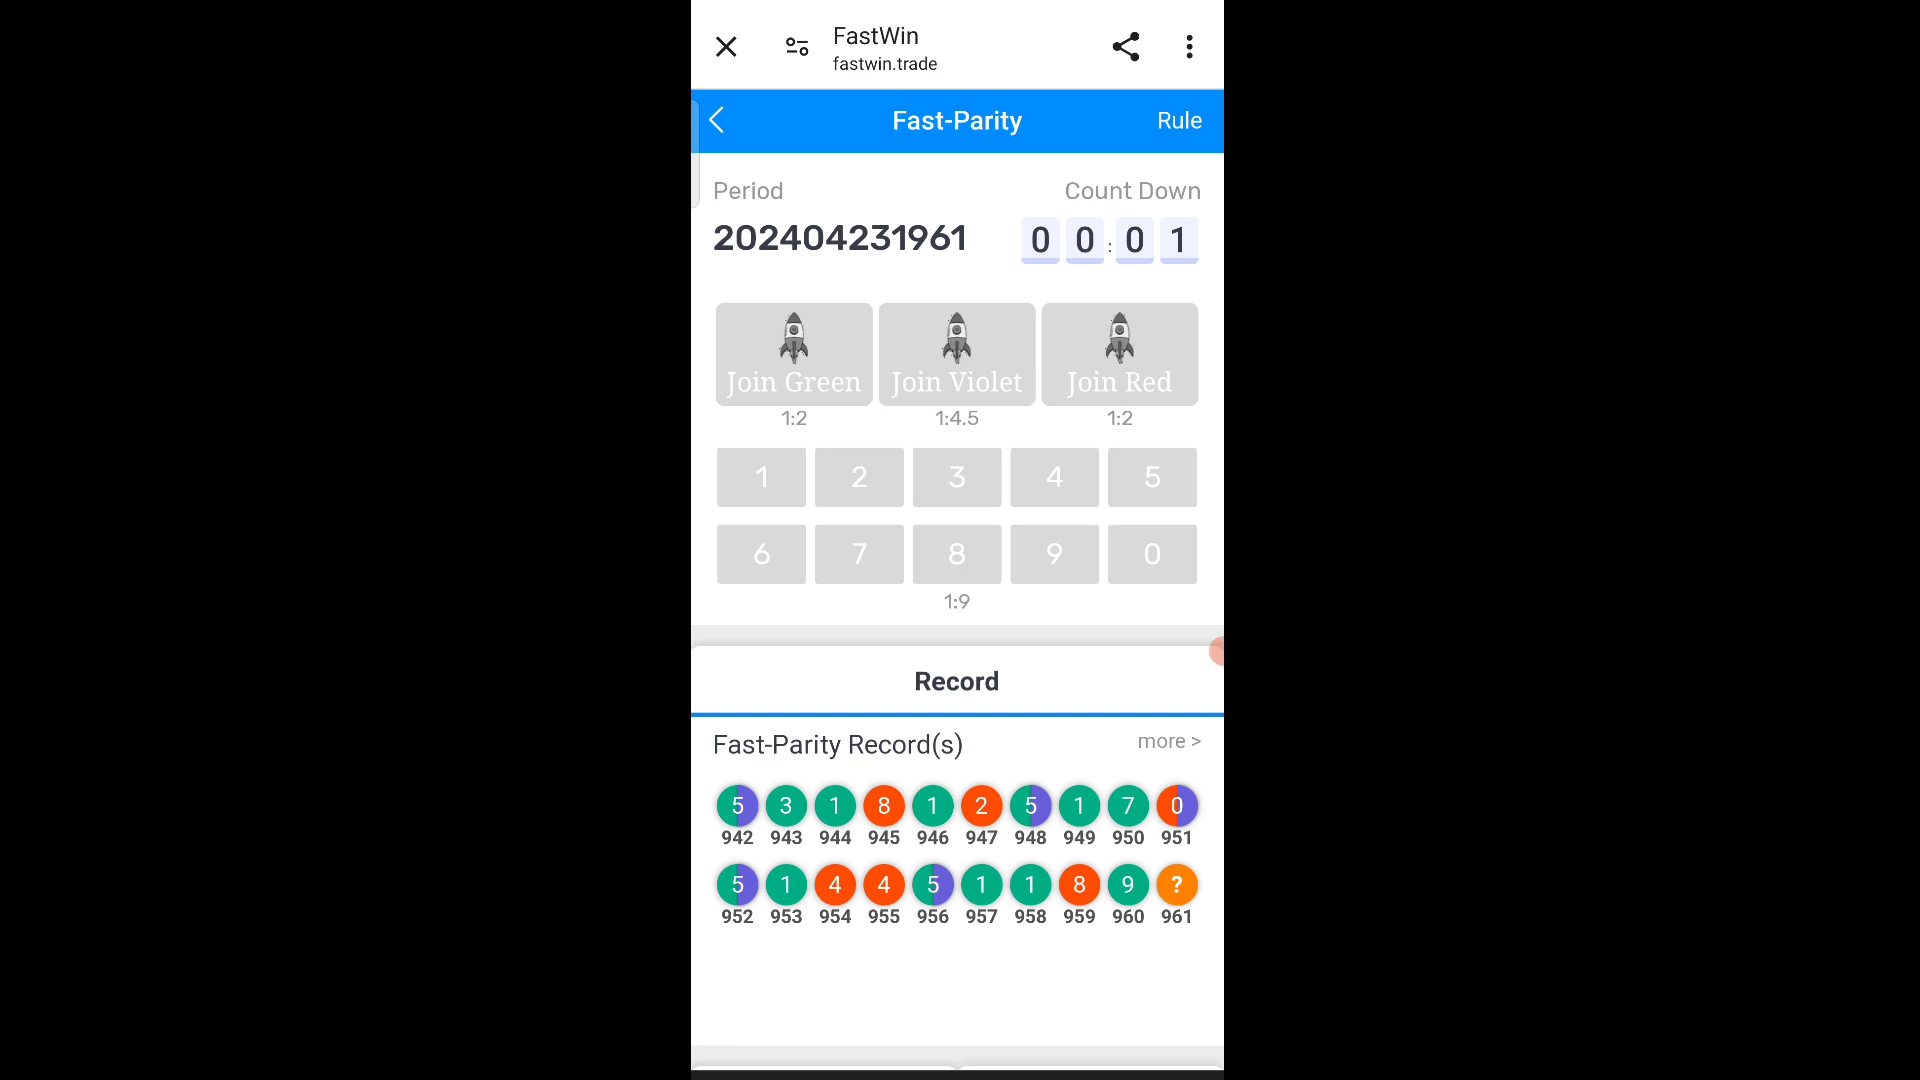 FastWin
fastwin.trade
Fast-Parity Rule
Period Count Down
202404231961 0 0 : 0 1
Join Green Join Violet Join Red
1:2 1:4.5 1:2
1 2 3 4 5
6 7 8 9 0
1:9
Record
Fast-Parity Record(s) more >
5 3 1 8 1 2 5 1 7 0
942 943 944 945 946 947 948 949 950 951
5 1 4 4 5 1 1 8 9 ?
952 953 954 955 956 957 958 959 960 961